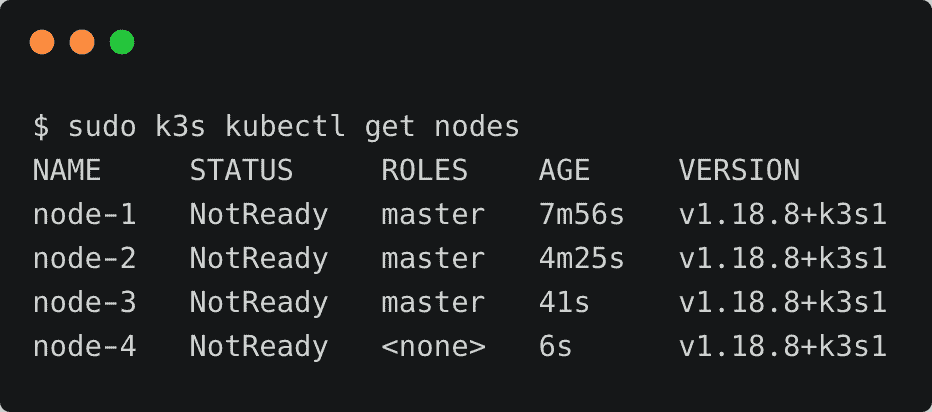 $ sudo k3s kubectl get nodes
NAME     STATUS     ROLES    AGE     VERSION
node-1   NotReady   master   7m56s   v1.18.8+k3s1
node-2   NotReady   master   4m25s   v1.18.8+k3s1
node-3   NotReady   master   41s     v1.18.8+k3s1
node-4   NotReady   <none>   6s      v1.18.8+k3s1